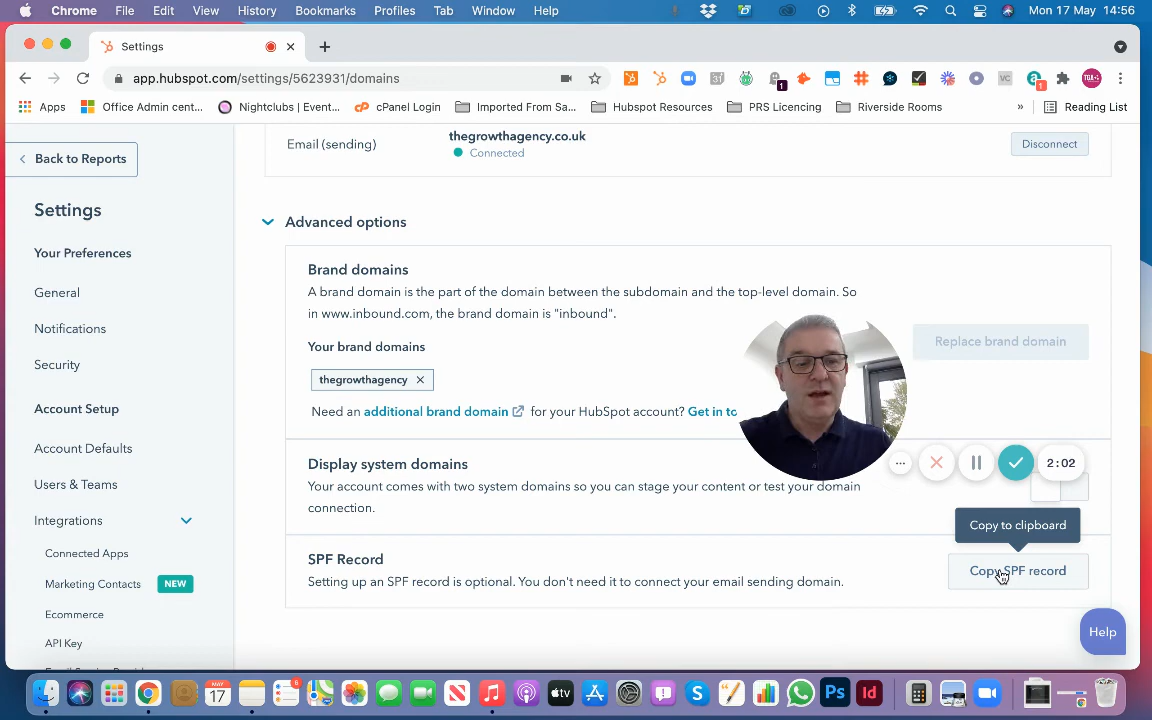 Chrome File Edit View History Bookmarks Profiles Tab Window Help Mon 17 May 14:56
Settings
app.hubspot.com/settings/5623931/domains
Apps Office Admin cent... Nightclubs | Event... cPanel Login Imported From Sa... Hubspot Resources PRS Licencing Riverside Rooms » Reading List
Back to Reports
Settings
Your Preferences
General
Notifications
Security
Account Setup
Account Defaults
Users & Teams
Integrations
Connected Apps
Marketing Contacts NEW
Ecommerce
API Key
Email (sending)
thegrowthagency.co.uk
Connected
Disconnect
Advanced options
Brand domains
A brand domain is the part of the domain between the subdomain and the top-level domain. So
in www.inbound.com, the brand domain is "inbound".
Replace brand domain
Your brand domains
thegrowthagency ×
Need an additional brand domain for your HubSpot account? Get in to
Display system domains
Your account comes with two system domains so you can stage your content or test your domain
connection.
2:02
Copy to clipboard
SPF Record
Setting up an SPF record is optional. You don't need it to connect your email sending domain.
Copy SPF record
Help